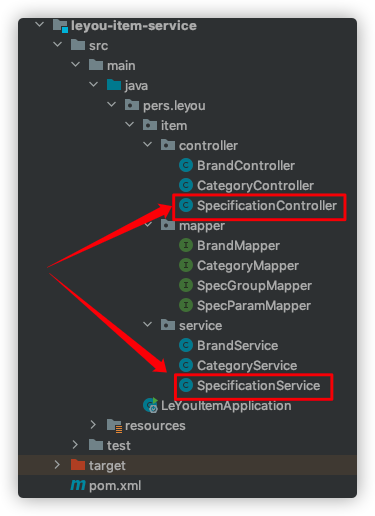 leyou-item-service
src
main
java
pers.leyou
item
controller
BrandController
CategoryController
SpecificationController
mapper
BrandMapper
CategoryMapper
SpecGroupMapper
SpecParamMapper
service
BrandService
CategoryService
SpecificationService
LeYouItemApplication
resources
test
target
pom.xml